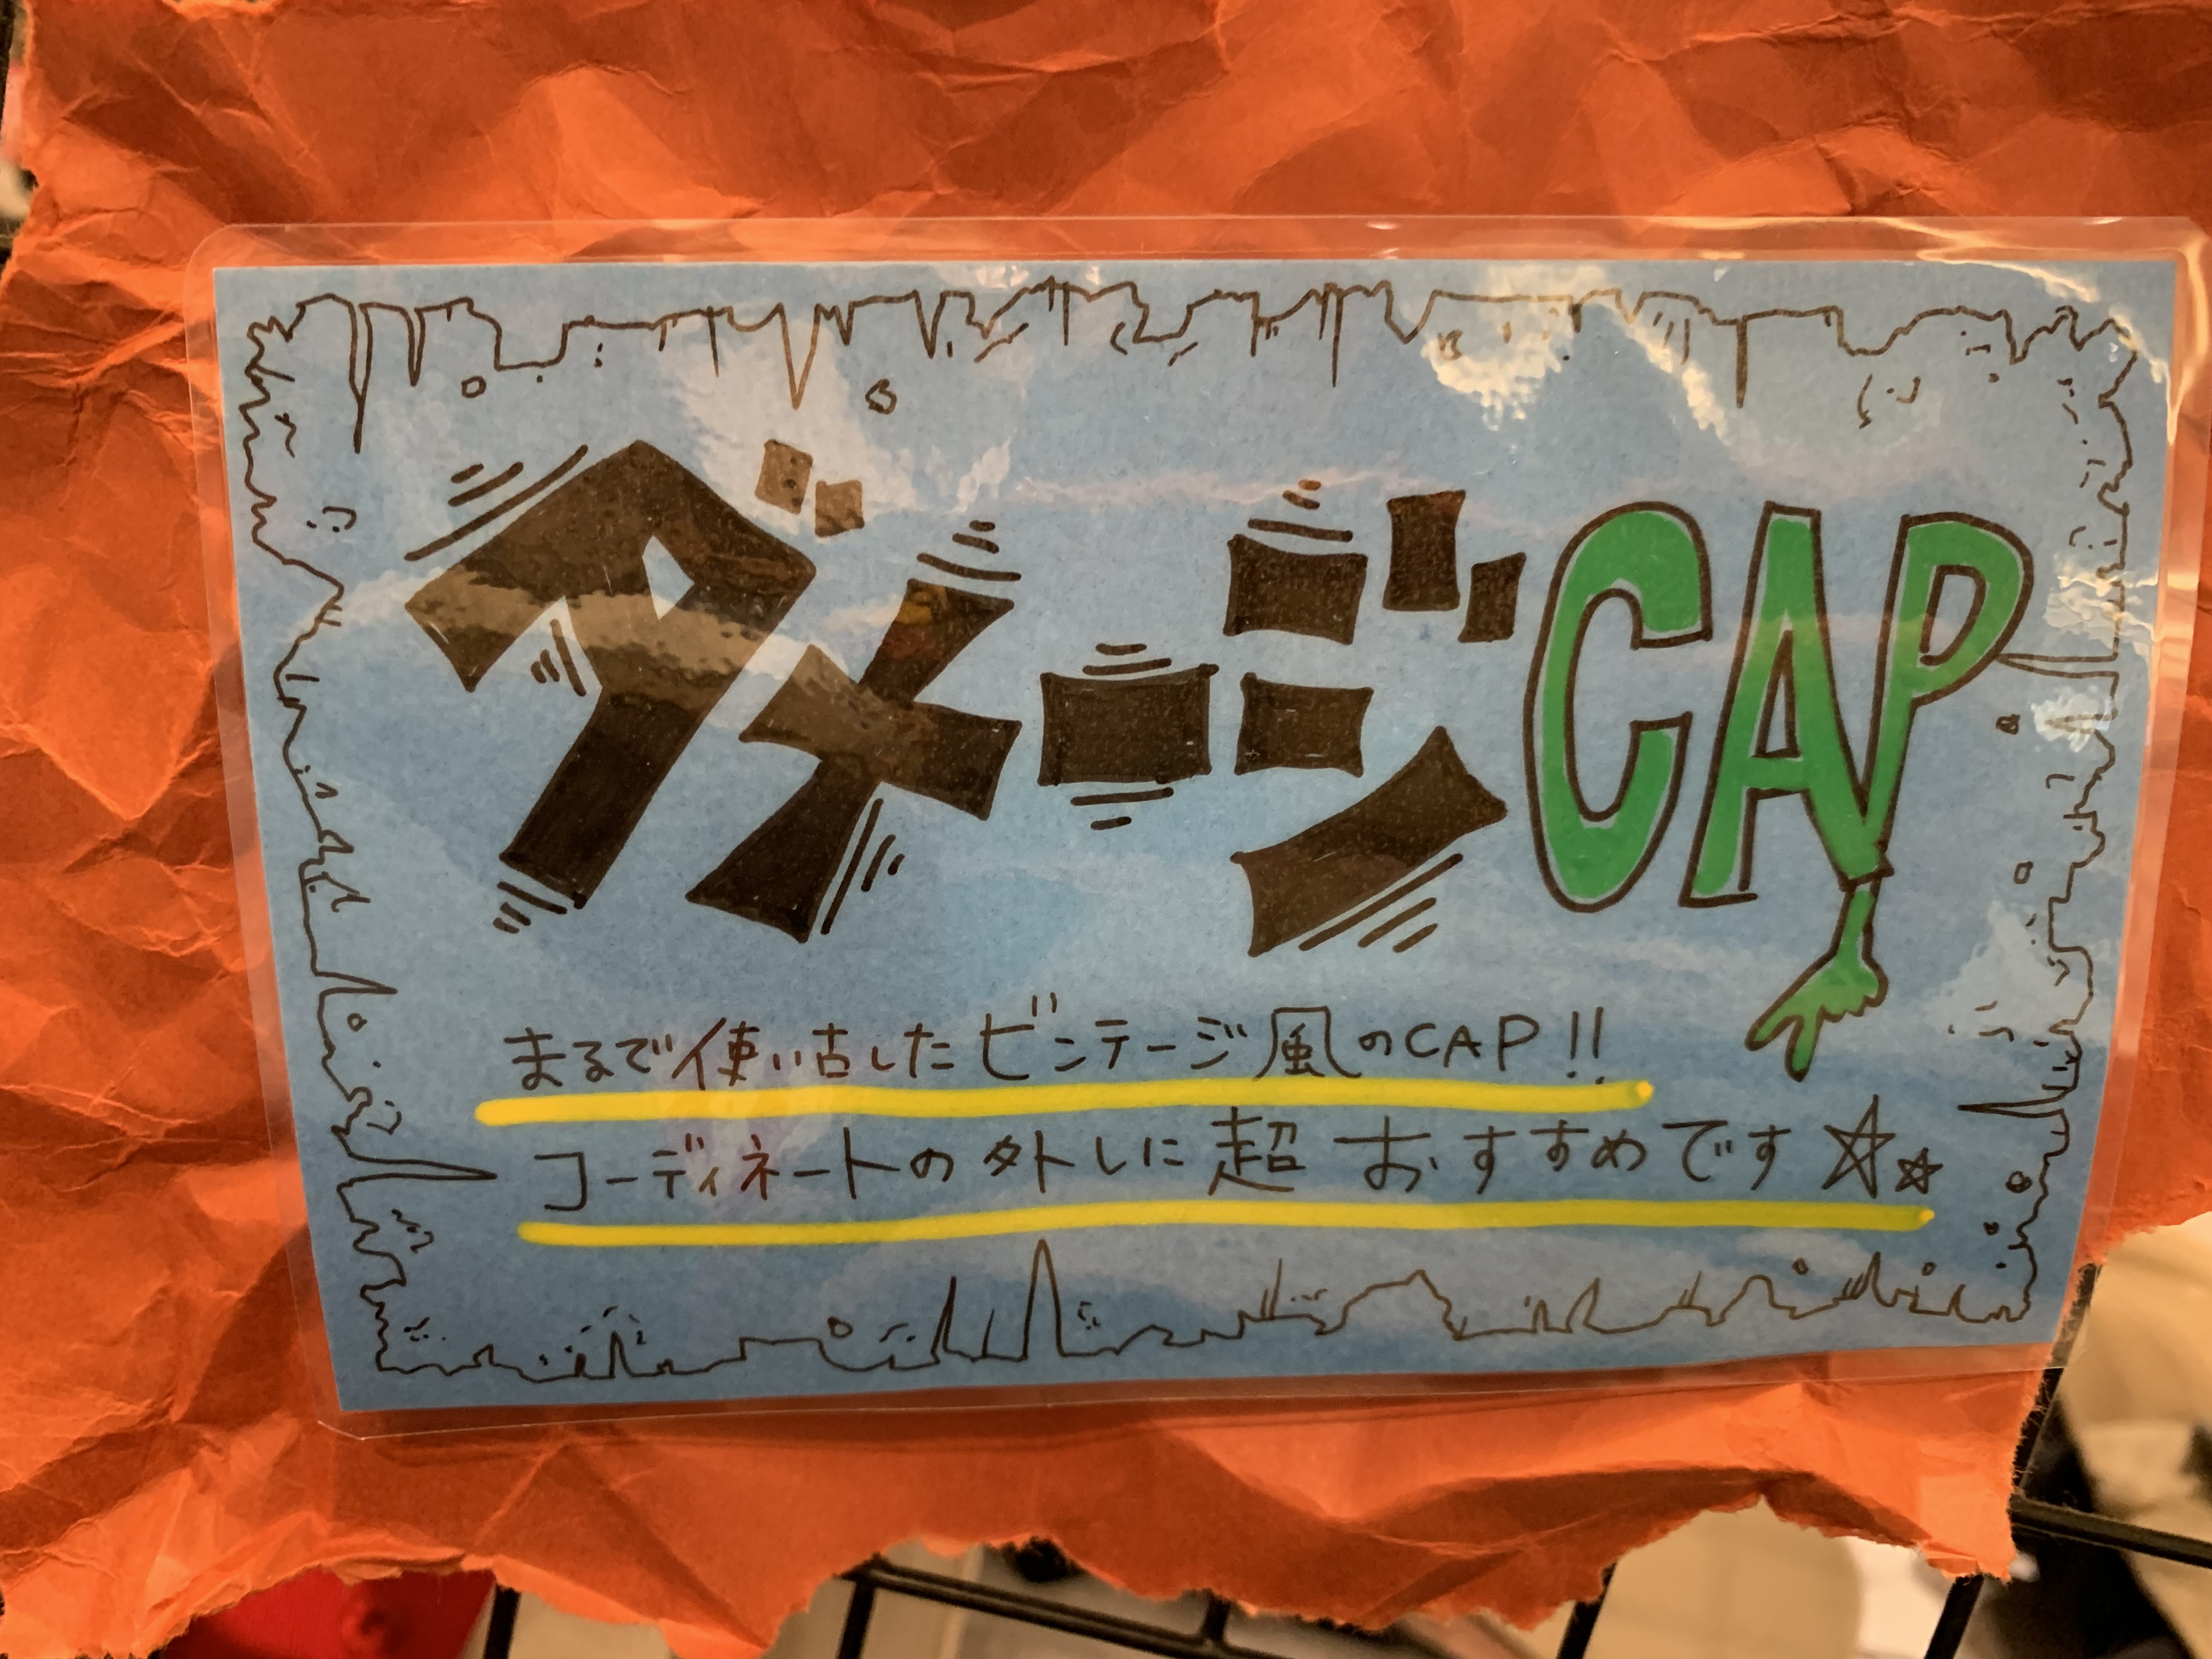 ダメージCAP
まるで使い古したビンテージ風のCAP!!
コーディネートの外しに超おすすめです☆☆